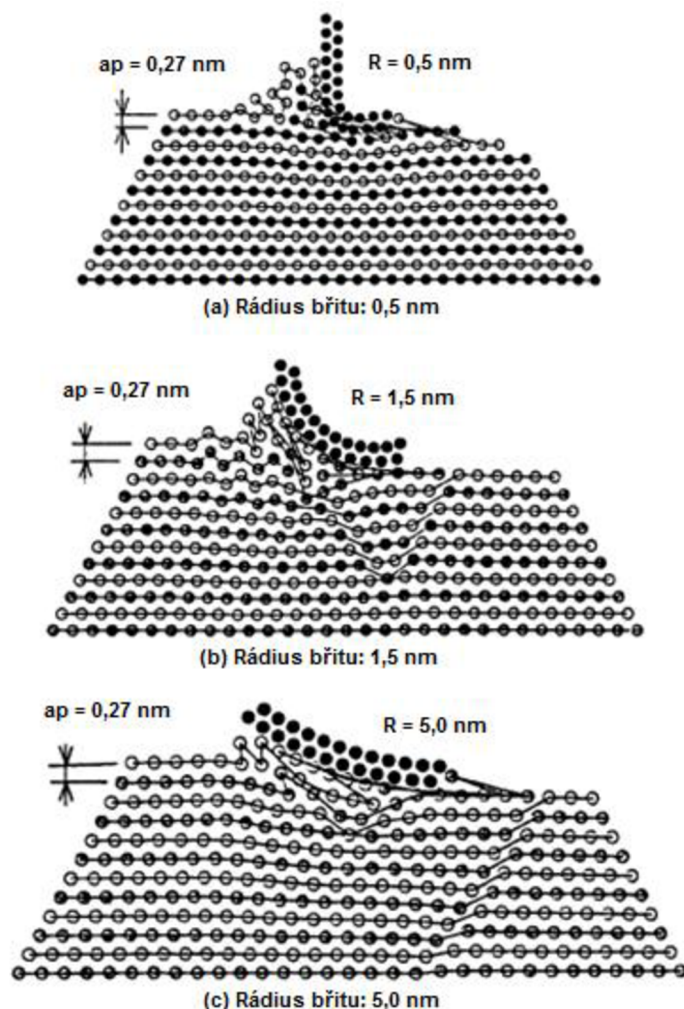 ap = 0,27 nm
R = 0,5 nm
(a) Rádius břitu: 0,5 nm
ap = 0,27 nm
R = 1,5 nm
(b) Rádius břitu: 1,5 nm
ap = 0,27 nm
R = 5,0 nm
(c) Rádius břitu: 5,0 nm